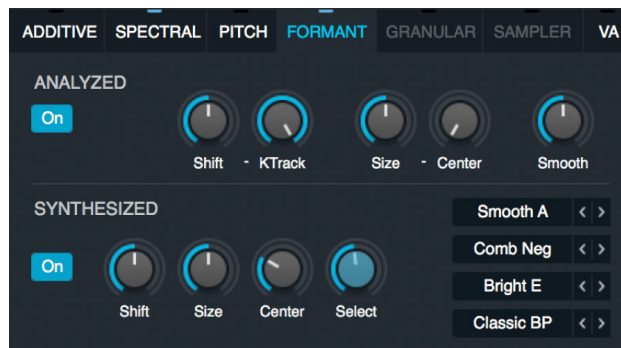 ADDITIVE SPECTRAL PITCH FORMANT GRANULAR SAMPLER VA
ANALYZED
On
Shift - KTrack Size - Center Smooth
SYNTHESIZED
On
Shift Size Center Select
Smooth A < >
Comb Neg < >
Bright E < >
Classic BP < >